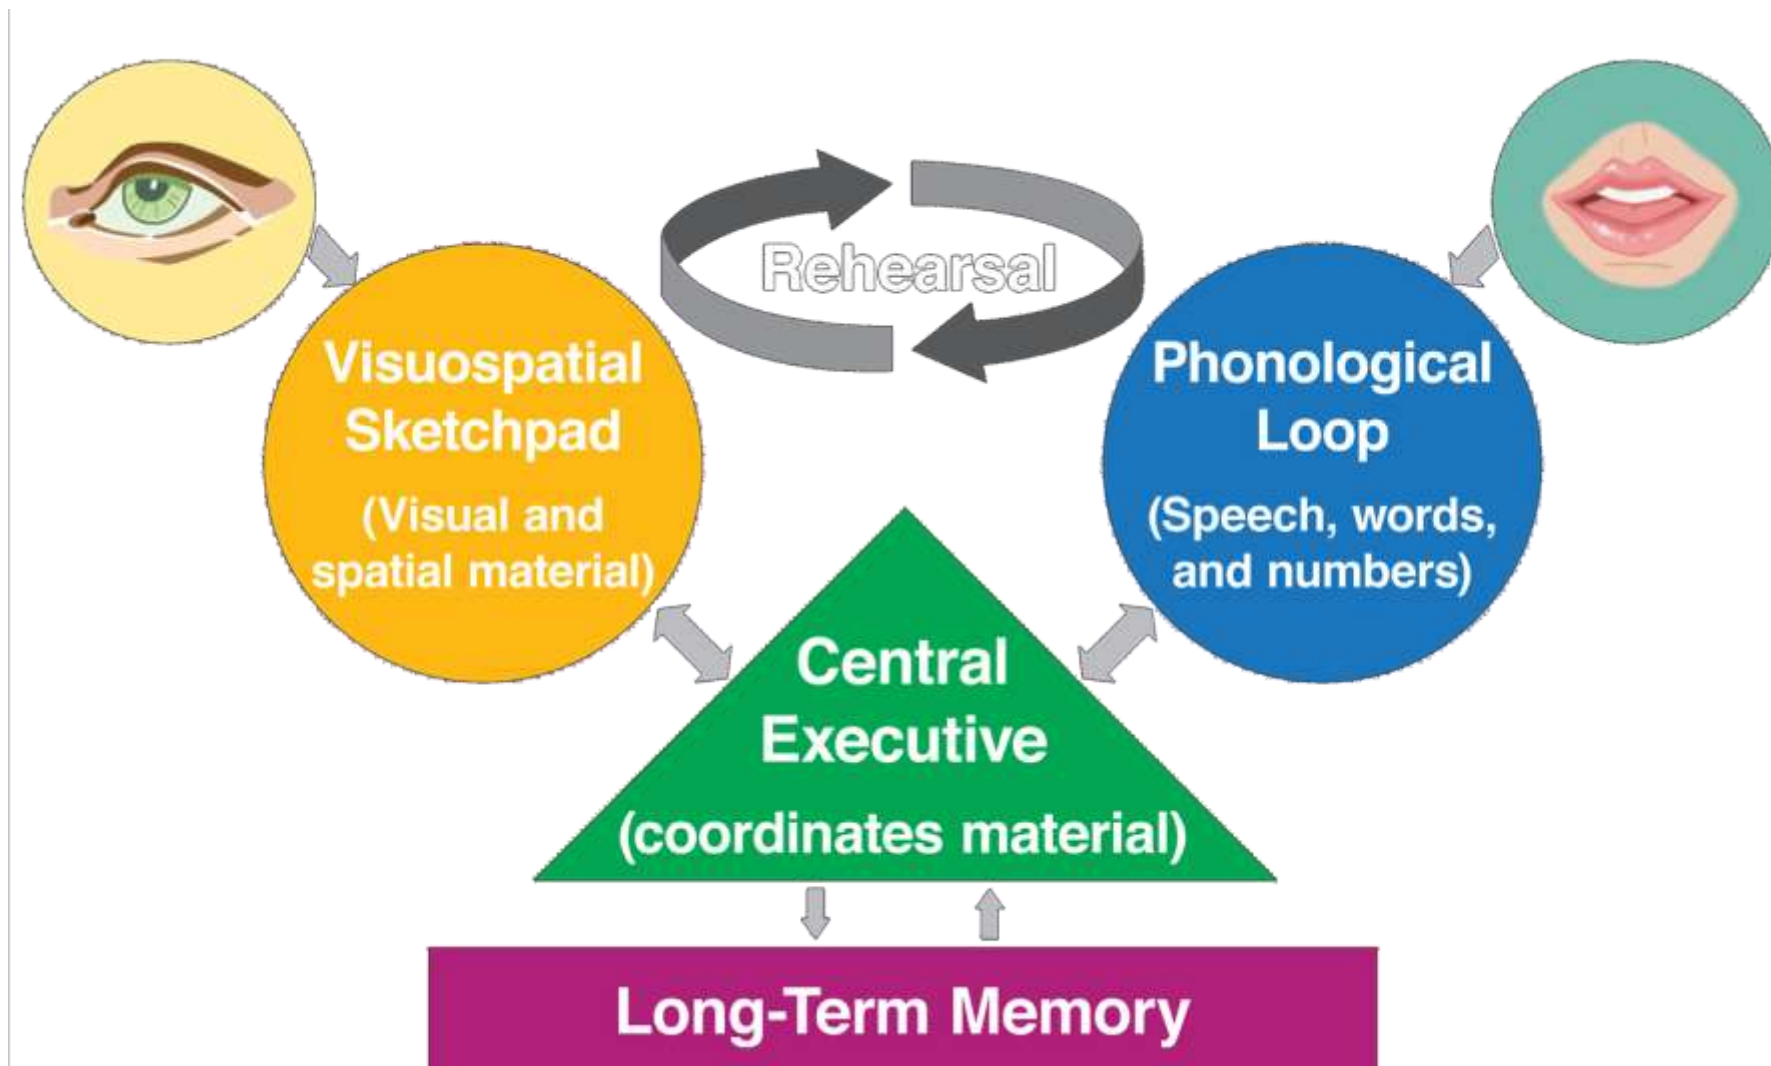 Rehearsal
Visuospatial
Sketchpad
(Visual and
spatial material)
Phonological
Loop
(Speech, words,
and numbers)
Central
Executive
(coordinates material)
Long-Term Memory